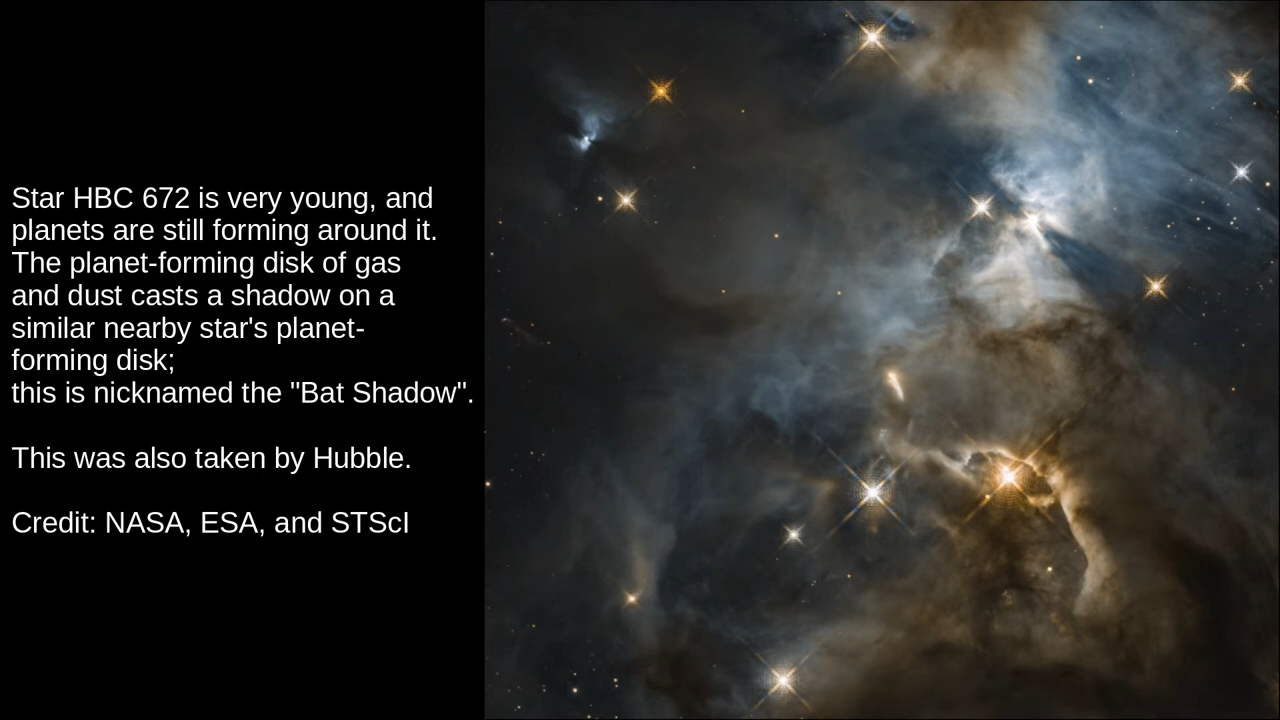 Star HBC 672 is very young, and
planets are still forming around it.
The planet-forming disk of gas
and dust casts a shadow on a
similar nearby star's planet-
forming disk;
this is nicknamed the "Bat Shadow".
This was also taken by Hubble.
Credit: NASA, ESA, and STScI